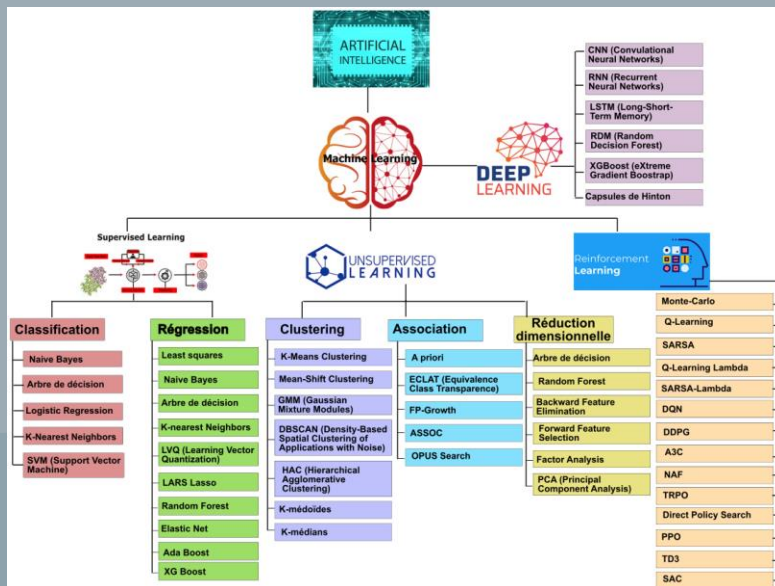 ARTIFICIAL
INTELLIGENCE
Machine Learning
DEEP
LEARNING
CNN (Convulational
Neural Networks)
RNN (Recurrent
Neural Networks)
LSTM (Long-Short-
Term Memory)
RDM (Random
Decision Forest)
XGBoost (eXtreme
Gradient Boostrap)
Capsules de Hinton
Supervised Learning
UNSUPERVISED
LEARNING
Reinforcement
Learning
Classification
Naive Bayes
Arbre de décision
Logistic Regression
K-Nearest Neighbors
SVM (Support Vector
Machine)
Régression
Least squares
Naive Bayes
Arbre de décision
K-nearest Neighbors
LVQ (Learning Vector
Quantization)
LARS Lasso
Random Forest
Elastic Net
Ada Boost
XG Boost
Clustering
K-Means Clustering
Mean-Shift Clustering
GMM (Gaussian
Mixture Modules)
DBSCAN (Density-Based
Spatial Clustering of
Applications with Noise)
HAC (Hierarchical
Agglomerative
Clustering)
K-médoïdes
K-médians
Association
A priori
ECLAT (Equivalence
Class Transparence)
FP-Growth
ASSOC
OPUS Search
Réduction
dimensionnelle
Arbre de décision
Random Forest
Backward Feature
Elimination
Forward Feature
Selection
Factor Analysis
PCA (Principal
Component Analysis)
Monte-Carlo
Q-Learning
SARSA
Q-Learning Lambda
SARSA-Lambda
DQN
DDPG
A3C
NAF
TRPO
Direct Policy Search
PPO
TD3
SAC